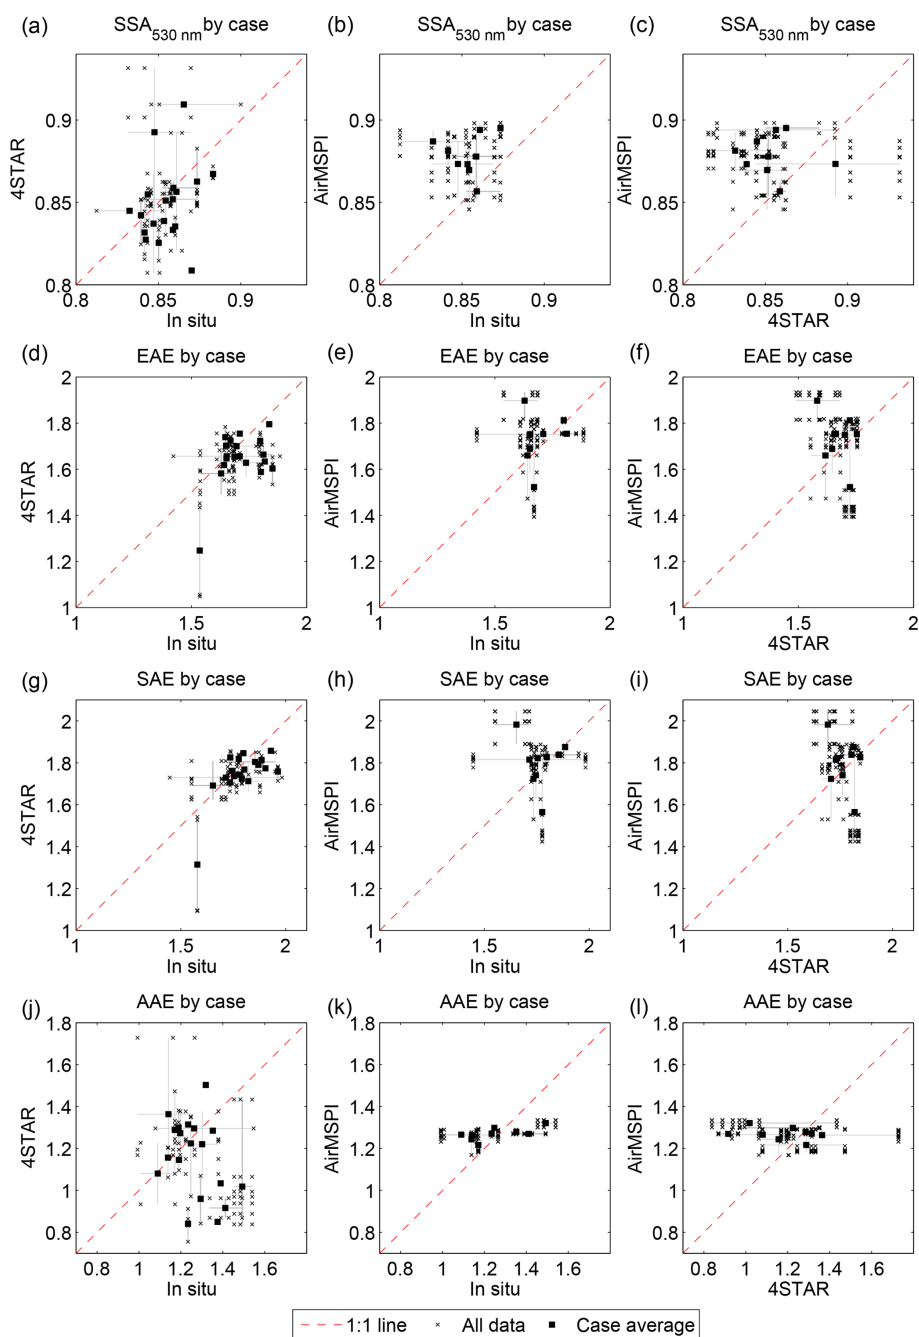 (a) SSA530 nm by case
(b) SSA530 nm by case
(c) SSA530 nm by case
4STAR
0.9
0.85
0.8
0.8 0.85 0.9
In situ
AirMSPI
0.9
0.85
0.8
0.8 0.85 0.9
In situ
AirMSPI
0.9
0.85
0.8
0.8 0.85 0.9
4STAR
(d) EAE by case
(e) EAE by case
(f) EAE by case
4STAR
2
1.8
1.6
1.4
1.2
1
1 1.5 2
In situ
AirMSPI
2
1.8
1.6
1.4
1.2
1
1 1.5 2
In situ
AirMSPI
2
1.8
1.6
1.4
1.2
1
1 1.5 2
4STAR
(g) SAE by case
(h) SAE by case
(i) SAE by case
4STAR
2
1.8
1.6
1.4
1.2
1
1 1.5 2
In situ
AirMSPI
2
1.8
1.6
1.4
1.2
1
1 1.5 2
In situ
AirMSPI
2
1.8
1.6
1.4
1.2
1
1 1.5 2
4STAR
(j) AAE by case
(k) AAE by case
(l) AAE by case
4STAR
1.8
1.6
1.4
1.2
1
0.8
0.8 1 1.2 1.4 1.6
In situ
AirMSPI
1.8
1.6
1.4
1.2
1
0.8
0.8 1 1.2 1.4 1.6
In situ
AirMSPI
1.8
1.6
1.4
1.2
1
0.8
0.8 1 1.2 1.4 1.6
4STAR
1:1 line All data Case average